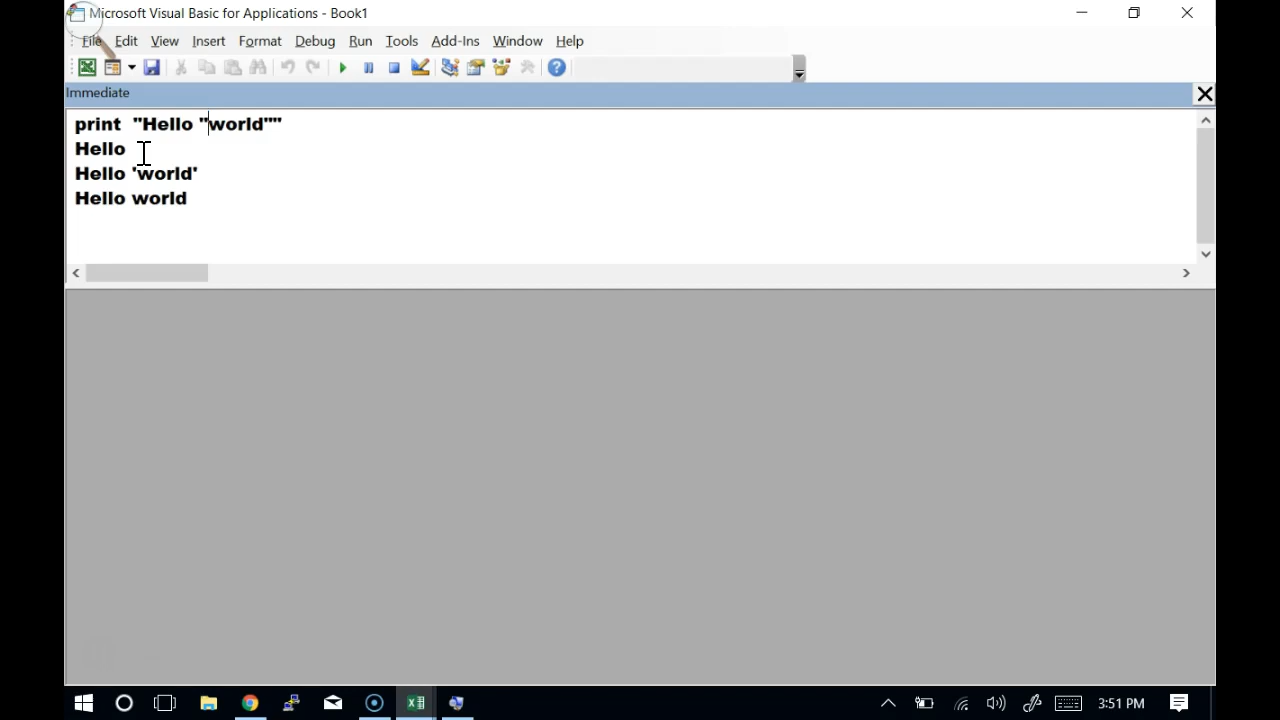 Microsoft Visual Basic for Applications - Book1
File Edit View Insert Format Debug Run Tools Add-Ins Window Help
Immediate
print  "Hello "world""
Hello
Hello 'world'
Hello world
3:51 PM